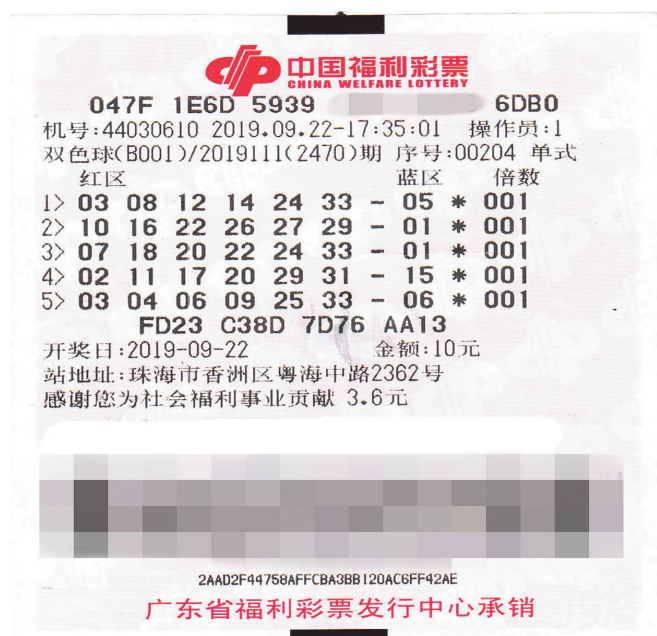 中国福利彩票
CHINA WELFARE LOTTERY
047F 1E6D 5939 6DB0
机号:44030610 2019.09.22-17:35:01 操作员:1
双色球(B001)/2019111(2470)期 序号:00204 单式
红区 蓝区 倍数
1> 03 08 12 14 24 33 - 05 * 001
2> 10 16 22 26 27 29 - 01 * 001
3> 07 18 20 22 24 33 - 01 * 001
4> 02 11 17 20 29 31 - 15 * 001
5> 03 04 06 09 25 33 - 06 * 001
FD23 C38D 7D76 AA13
开奖日:2019-09-22 金额:10元
站地址:珠海市香洲区粤海中路2362号
感谢您为社会福利事业贡献 3.6元
2AAD2F44758AFFCBA3BB120AC6FF42AE
广东省福利彩票发行中心承销